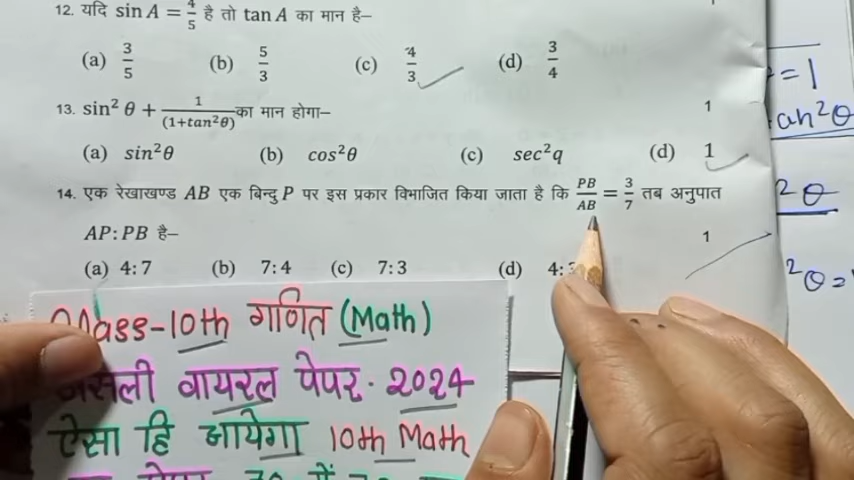 12. यदि sin A = 4/5 है तो tan A का मान है–
(a) 3/5 (b) 5/3 (c) 4/3 (d) 3/4
13. sin² θ + 1/(1+tan²θ) का मान होगा– 1
(a) sin²θ (b) cos²θ (c) sec²q (d) 1
14. एक रेखाखण्ड AB एक बिन्दु P पर इस प्रकार विभाजित किया जाता है कि PB/AB = 3/7 तब अनुपात
AP:PB है– 1
(a) 4:7 (b) 7:4 (c) 7:3 (d) 4:
Class-10th गणित (Math)
असली वायरल पेपर. 2024
ऐसा हि आयेगा 10th Math
= 1
tan²θ
2θ
2θ =